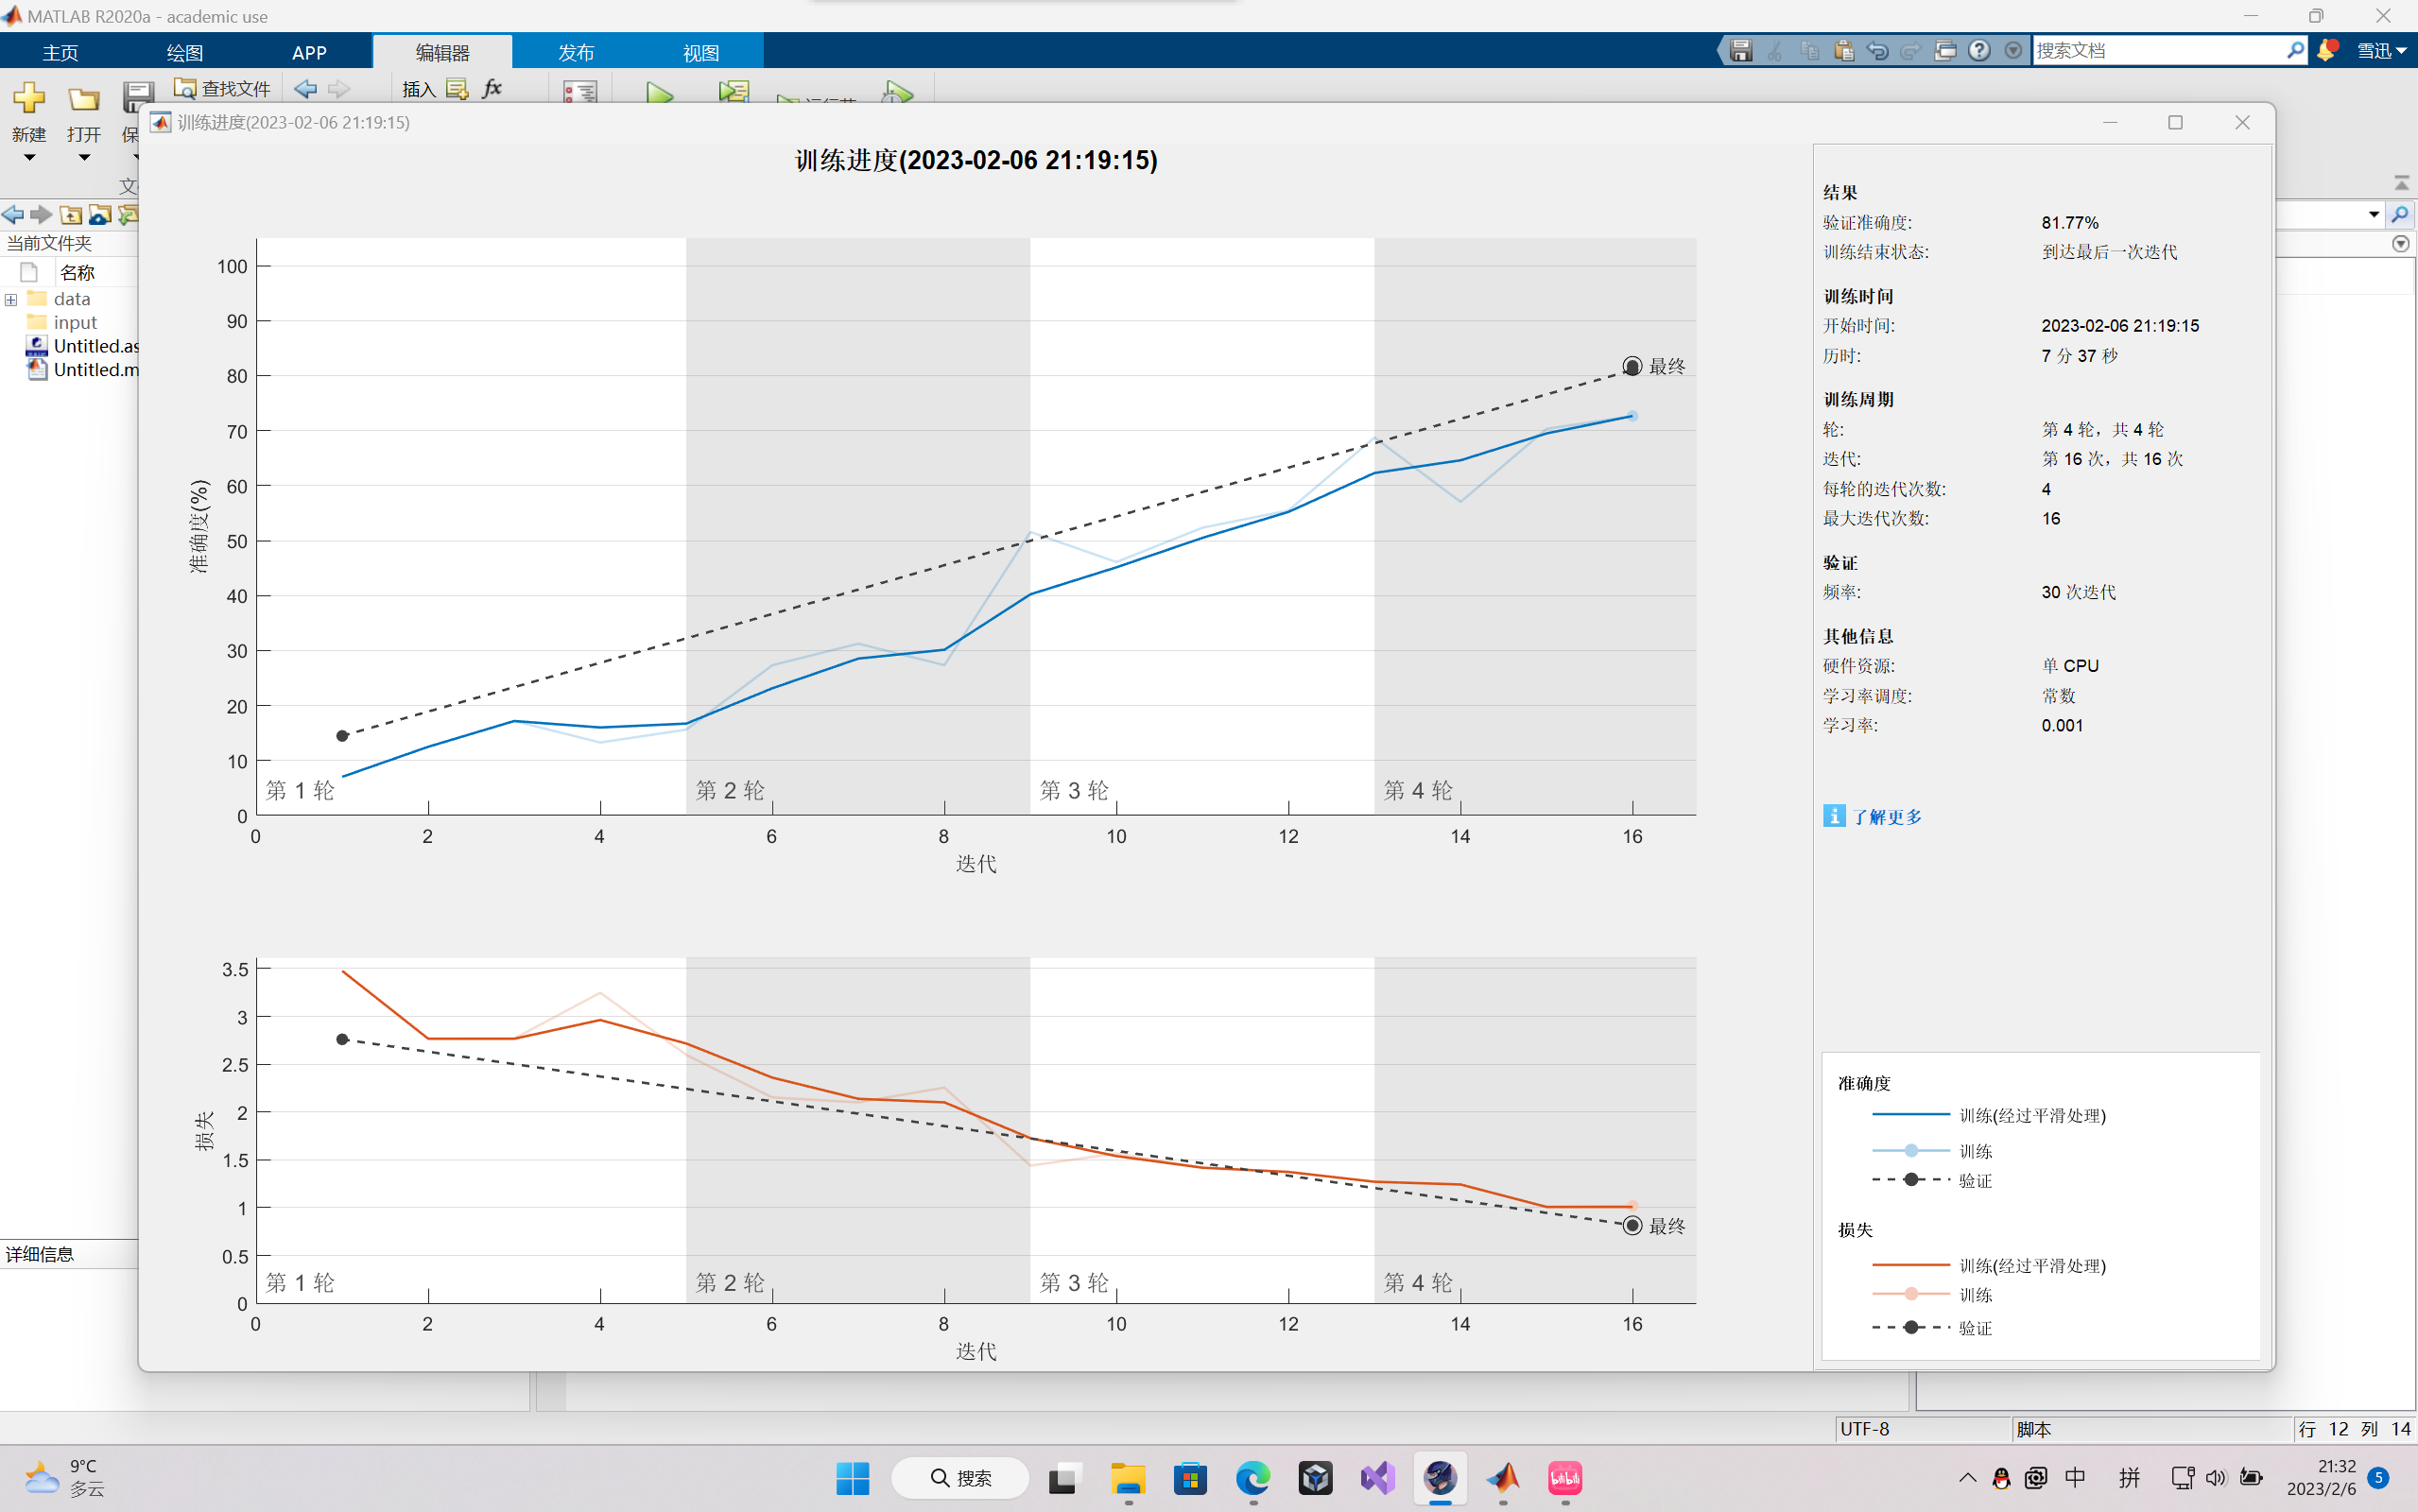 MATLAB R2020a - academic use
主页 绘图 APP 编辑器 发布 视图
搜索文档
雪迅
新建 打开
查找文件
插入
fx
当前文件夹
名称
data
input
Untitled.as
Untitled.m
详细信息
训练进度(2023-02-06 21:19:15)
训练进度(2023-02-06 21:19:15)
准确度(%)
100
90
80
70
60
50
40
30
20
10
0
最终
第 1 轮 第 2 轮 第 3 轮 第 4 轮
0 2 4 6 8 10 12 14 16
迭代
损失
3.5
3
2.5
2
1.5
1
0.5
0
最终
第 1 轮 第 2 轮 第 3 轮 第 4 轮
0 2 4 6 8 10 12 14 16
迭代
结果
验证准确度: 81.77%
训练结束状态: 到达最后一次迭代
训练时间
开始时间: 2023-02-06 21:19:15
历时: 7 分 37 秒
训练周期
轮: 第 4 轮，共 4 轮
迭代: 第 16 次，共 16 次
每轮的迭代次数: 4
最大迭代次数: 16
验证
频率: 30 次迭代
其他信息
硬件资源: 单 CPU
学习率调度: 常数
学习率: 0.001
了解更多
准确度
训练(经过平滑处理)
训练
验证
损失
训练(经过平滑处理)
训练
验证
UTF-8 脚本 行 12 列 14
9°C
多云
搜索
bilibili
中 拼
21:32
2023/2/6
5